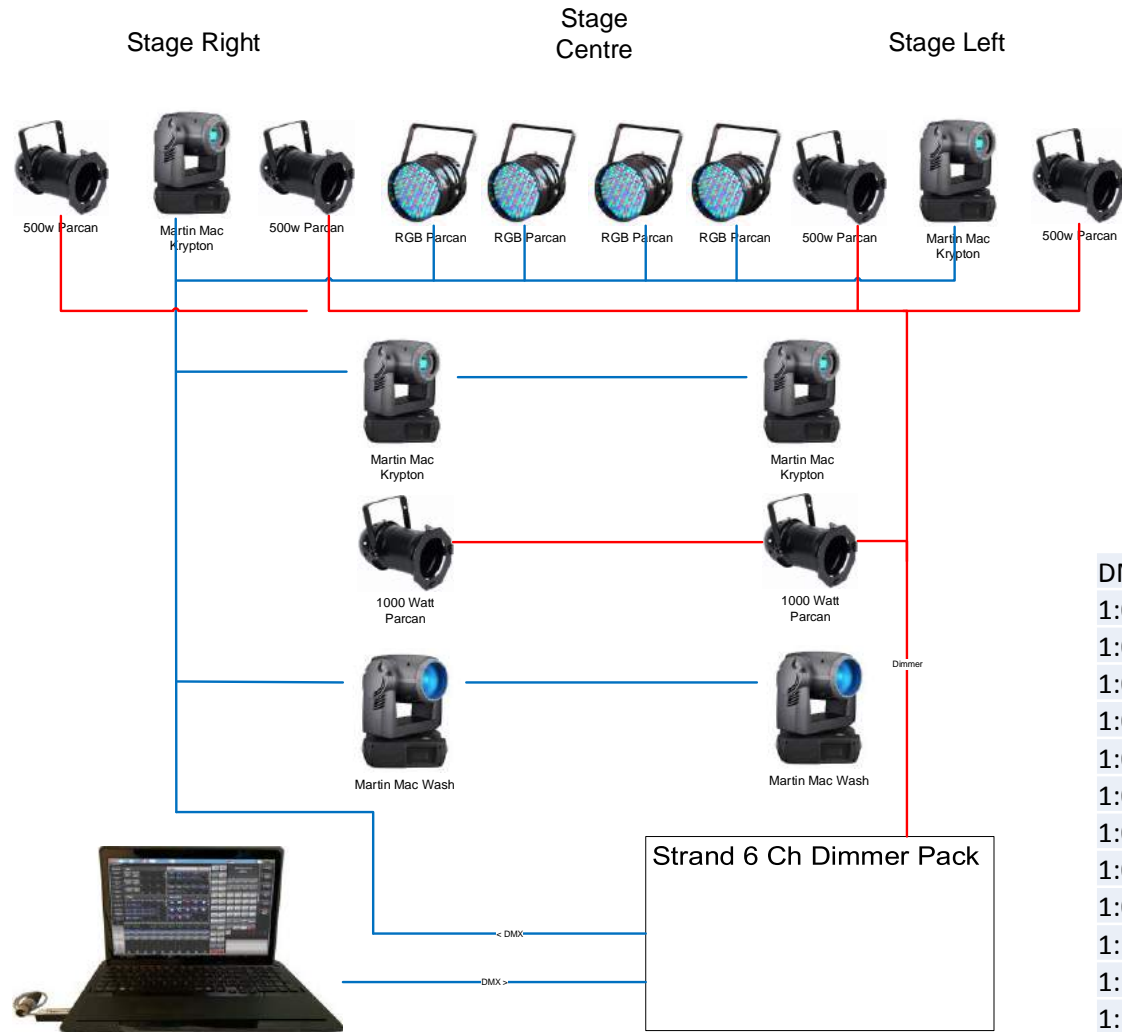 Stage Right
Stage
Centre
Stage Left
500w Parcan
Martin Mac
Krypton
500w Parcan
RGB Parcan
RGB Parcan
RGB Parcan
RGB Parcan
500w Parcan
Martin Mac
Krypton
500w Parcan
Martin Mac
Krypton
Martin Mac
Krypton
1000 Watt
Parcan
1000 Watt
Parcan
Dimmer
Martin Mac Wash
Martin Mac Wash
Strand 6 Ch Dimmer Pack
< DMX
DMX >